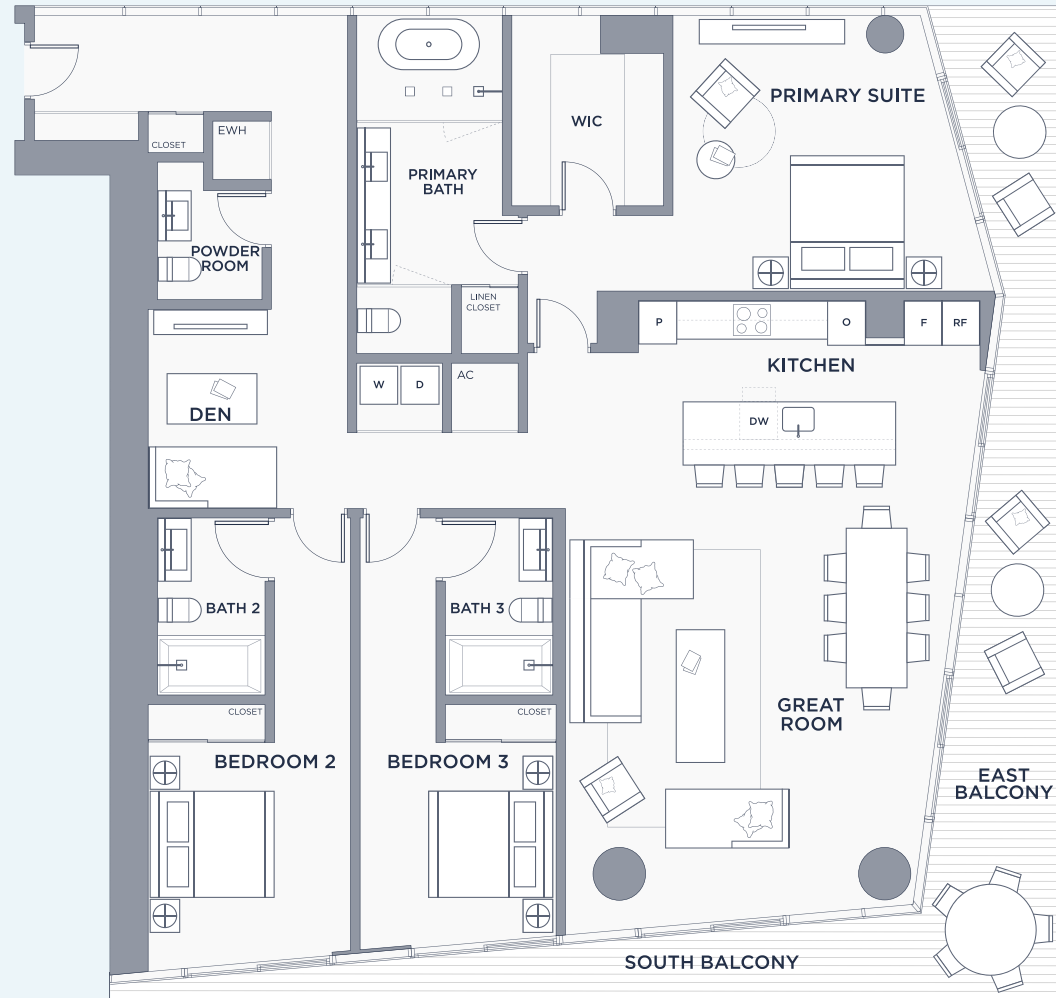 PRIMARY SUITE
WIC
EWH
CLOSET
PRIMARY
BATH
POWDER
ROOM
LINEN
CLOSET
P
O
F
RF
KITCHEN
W
D
AC
DEN
DW
BATH 2
BATH 3
GREAT
ROOM
CLOSET
CLOSET
BEDROOM 2
BEDROOM 3
EAST
BALCONY
SOUTH BALCONY